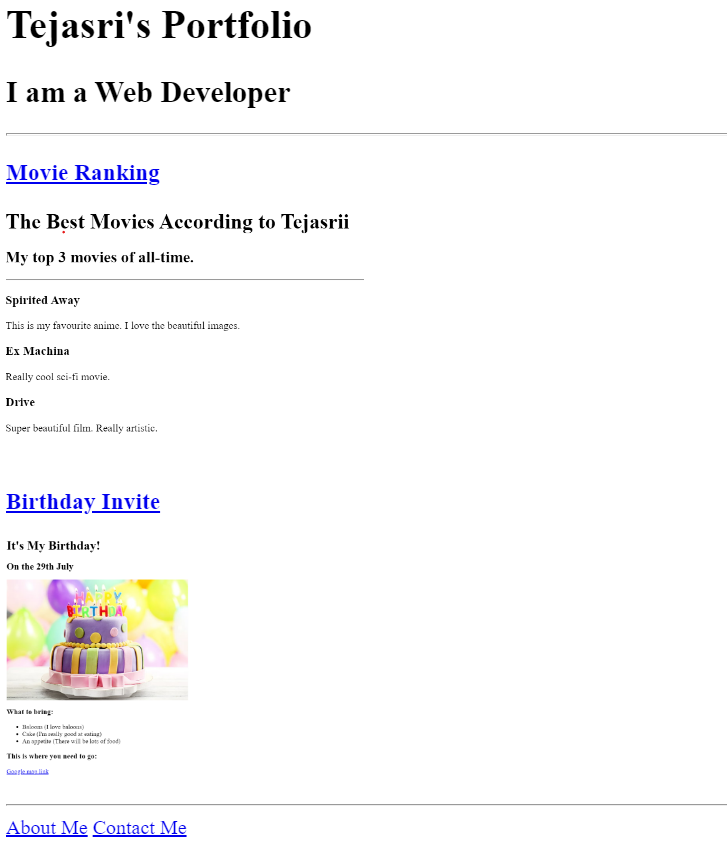 Tejasri's Portfolio
I am a Web Developer
Movie Ranking
The Best Movies According to Tejasrii
My top 3 movies of all-time.
Spirited Away
This is my favourite anime. I love the beautiful images.
Ex Machina
Really cool sci-fi movie.
Drive
Super beautiful film. Really artistic.
Birthday Invite
It's My Birthday!
On the 29th July
HAPPY
BIRTHDAY
What to bring:
Baloons (I love baloons)
Cake (I'm really good at eating)
An appetite (There will be lots of food)
This is where you need to go:
Google map link
About Me Contact Me